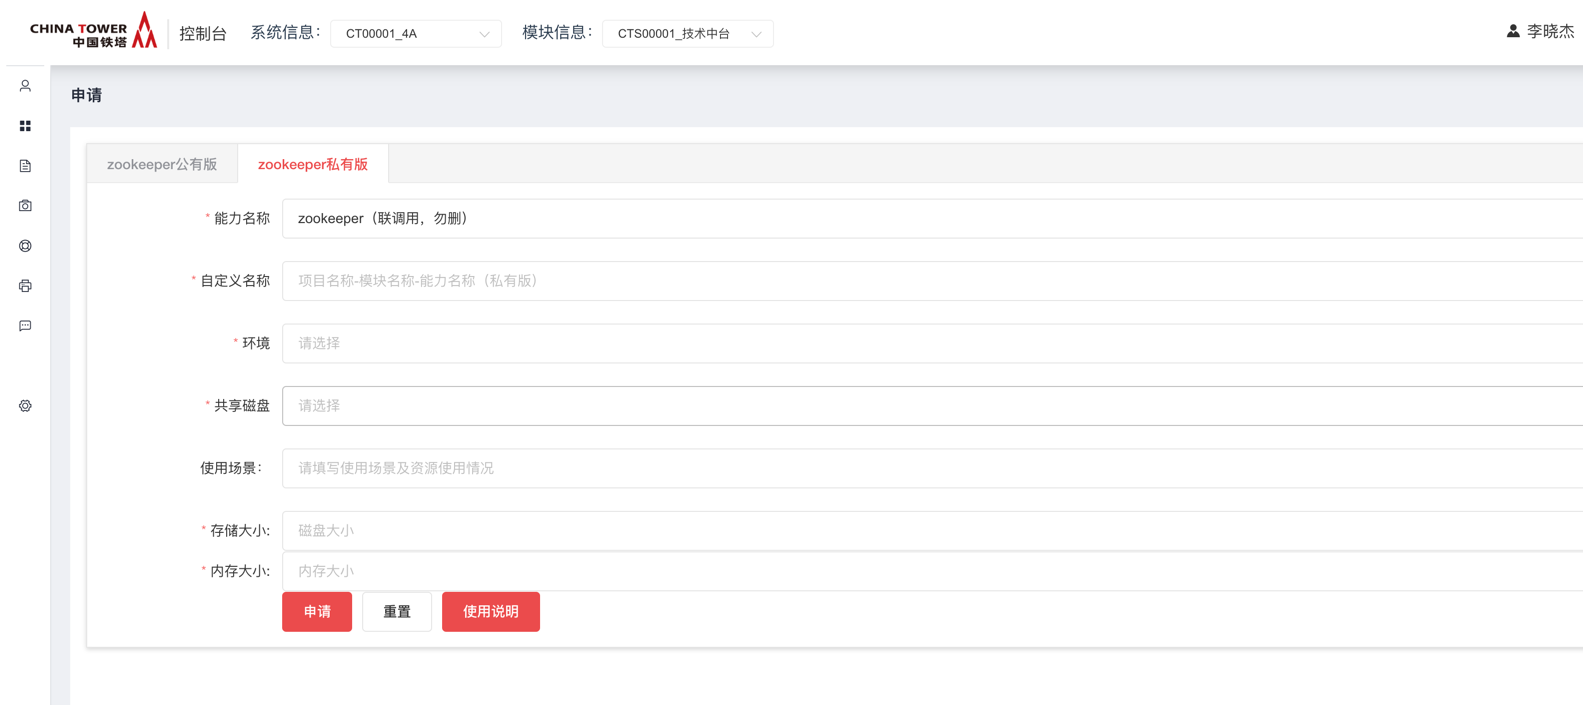 CHINA TOWER
中国铁塔
控制台
系统信息：
CT00001_4A
模块信息：
CTS00001_技术中台
李晓杰
申请
zookeeper公有版
zookeeper私有版
* 能力名称
zookeeper（联调用，勿删）
* 自定义名称
项目名称-模块名称-能力名称（私有版）
* 环境
请选择
* 共享磁盘
请选择
使用场景：
请填写使用场景及资源使用情况
* 存储大小:
磁盘大小
* 内存大小:
内存大小
申请
重置
使用说明